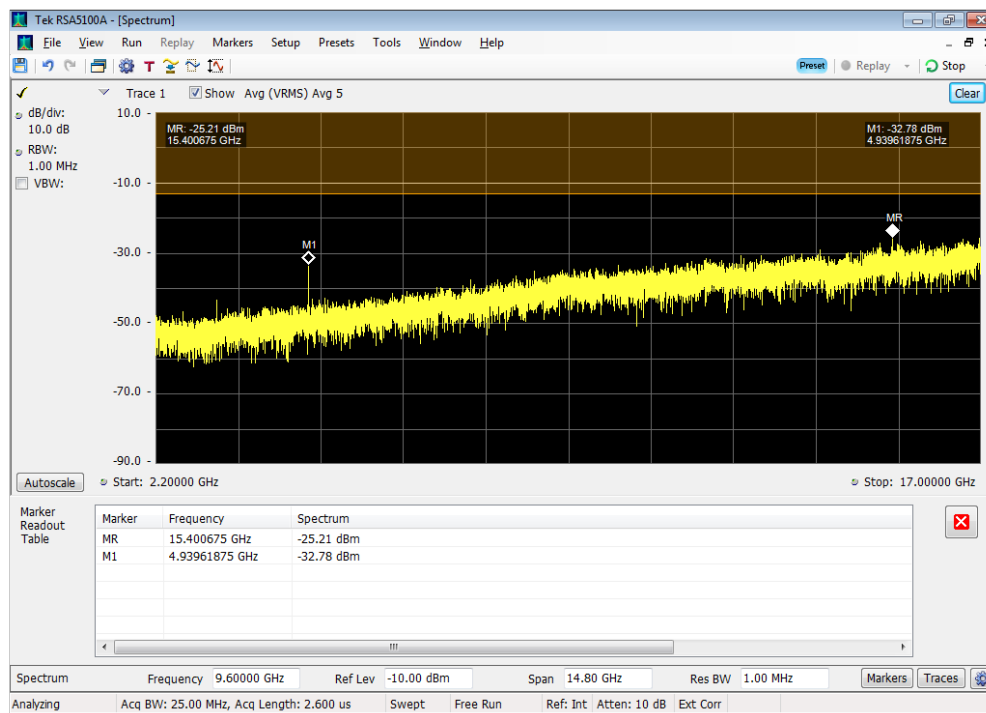 Tek RSA5100A - [Spectrum]
File View Run Replay Markers Setup Presets Tools Window Help
T Preset Replay Stop
Trace 1 Show Avg (VRMS) Avg 5 Clear
dB/div:
10.0 dB
RBW:
1.00 MHz
VBW:
10.0
-10.0
-30.0
-50.0
-70.0
-90.0
MR: -25.21 dBm
15.400675 GHz
M1: -32.78 dBm
4.93961875 GHz
M1
MR
Autoscale Start: 2.20000 GHz Stop: 17.00000 GHz
Marker
Readout
Table
Marker Frequency Spectrum
MR 15.400675 GHz -25.21 dBm
M1 4.93961875 GHz -32.78 dBm
Spectrum Frequency 9.60000 GHz Ref Lev -10.00 dBm Span 14.80 GHz Res BW 1.00 MHz Markers Traces
Analyzing Acq BW: 25.00 MHz, Acq Length: 2.600 us Swept Free Run Ref: Int Atten: 10 dB Ext Corr